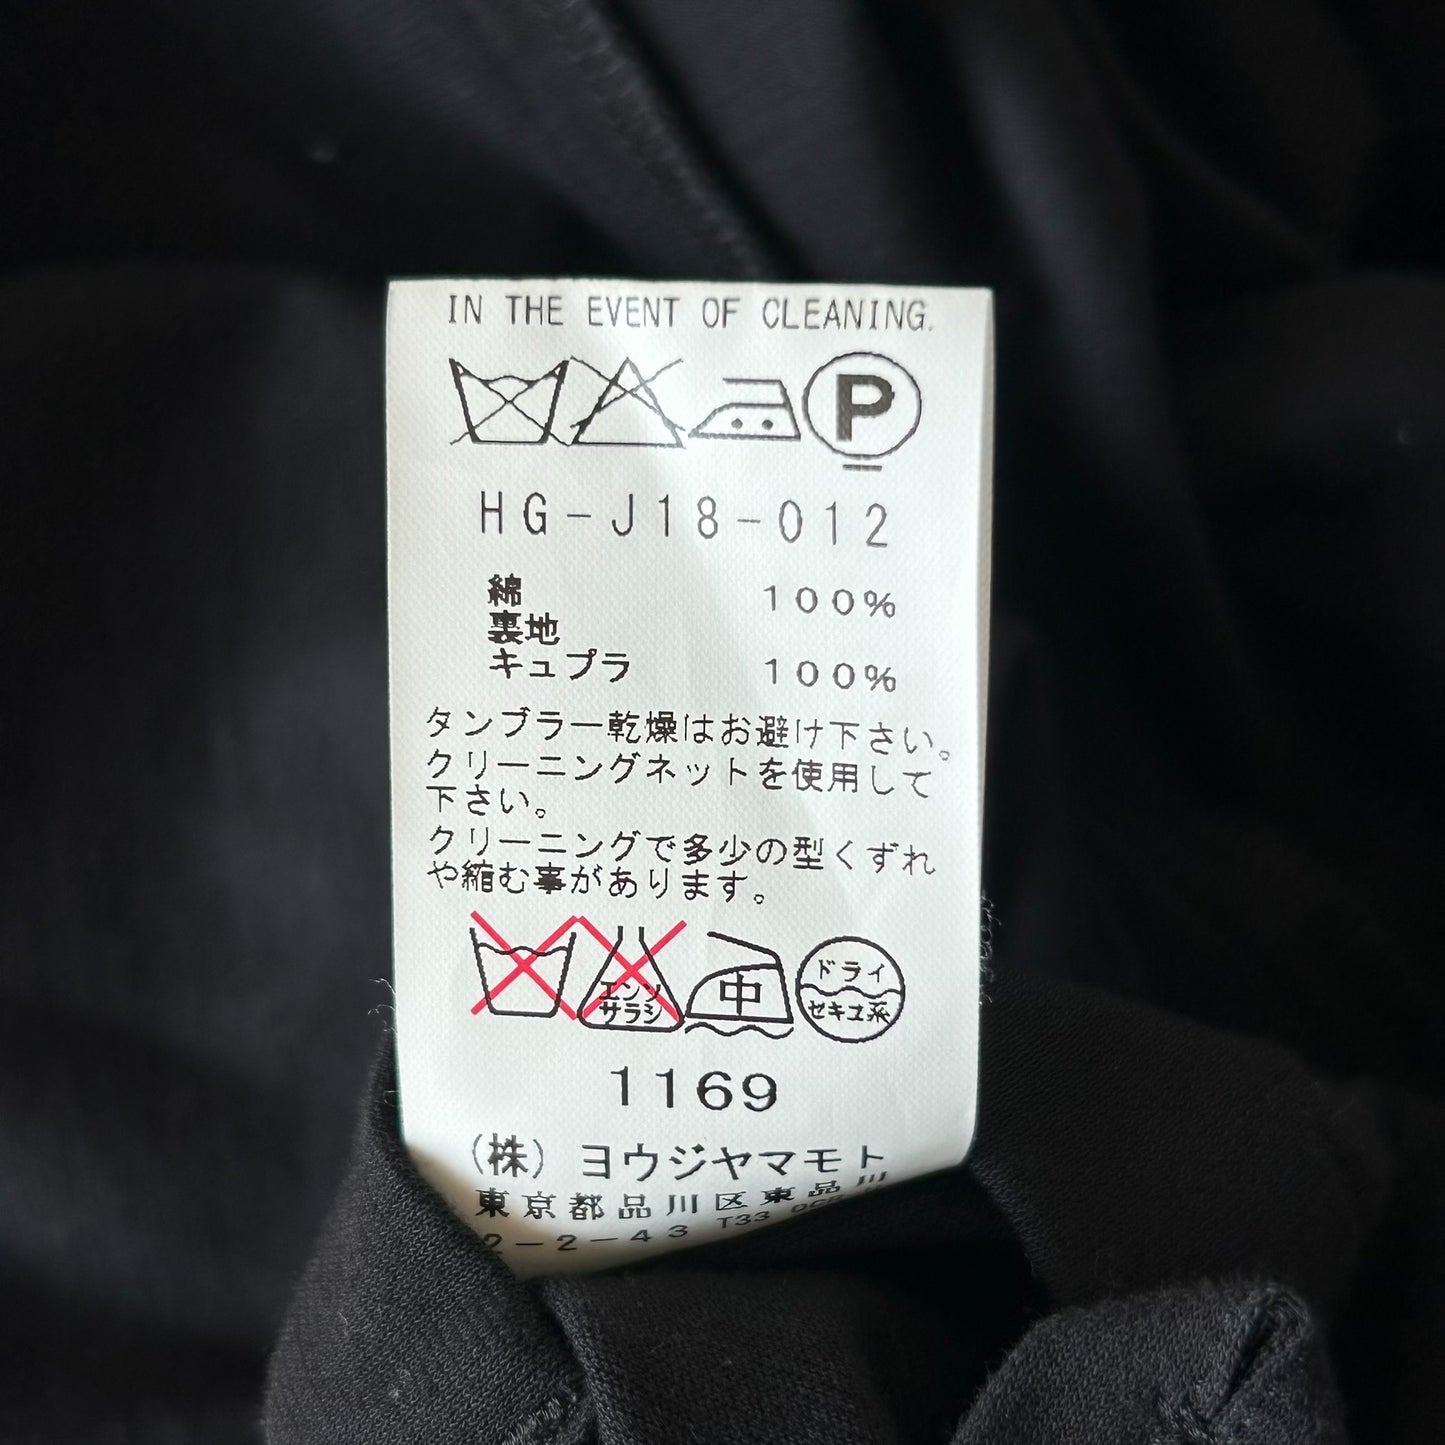 IN THE EVENT OF CLEANING.
P
HG-J18-012
綿 100%
裏地
キュプラ 100%
タンブラー乾燥はお避け下さい。
クリーニングネットを使用して
下さい。
クリーニングで多少の型くずれ
や縮む事があります。
エンソ
サラシ
中
ドライ
セキユ系
1169
(株) ヨウジヤマモト
東京都品川区東品川
2-2-43 T33